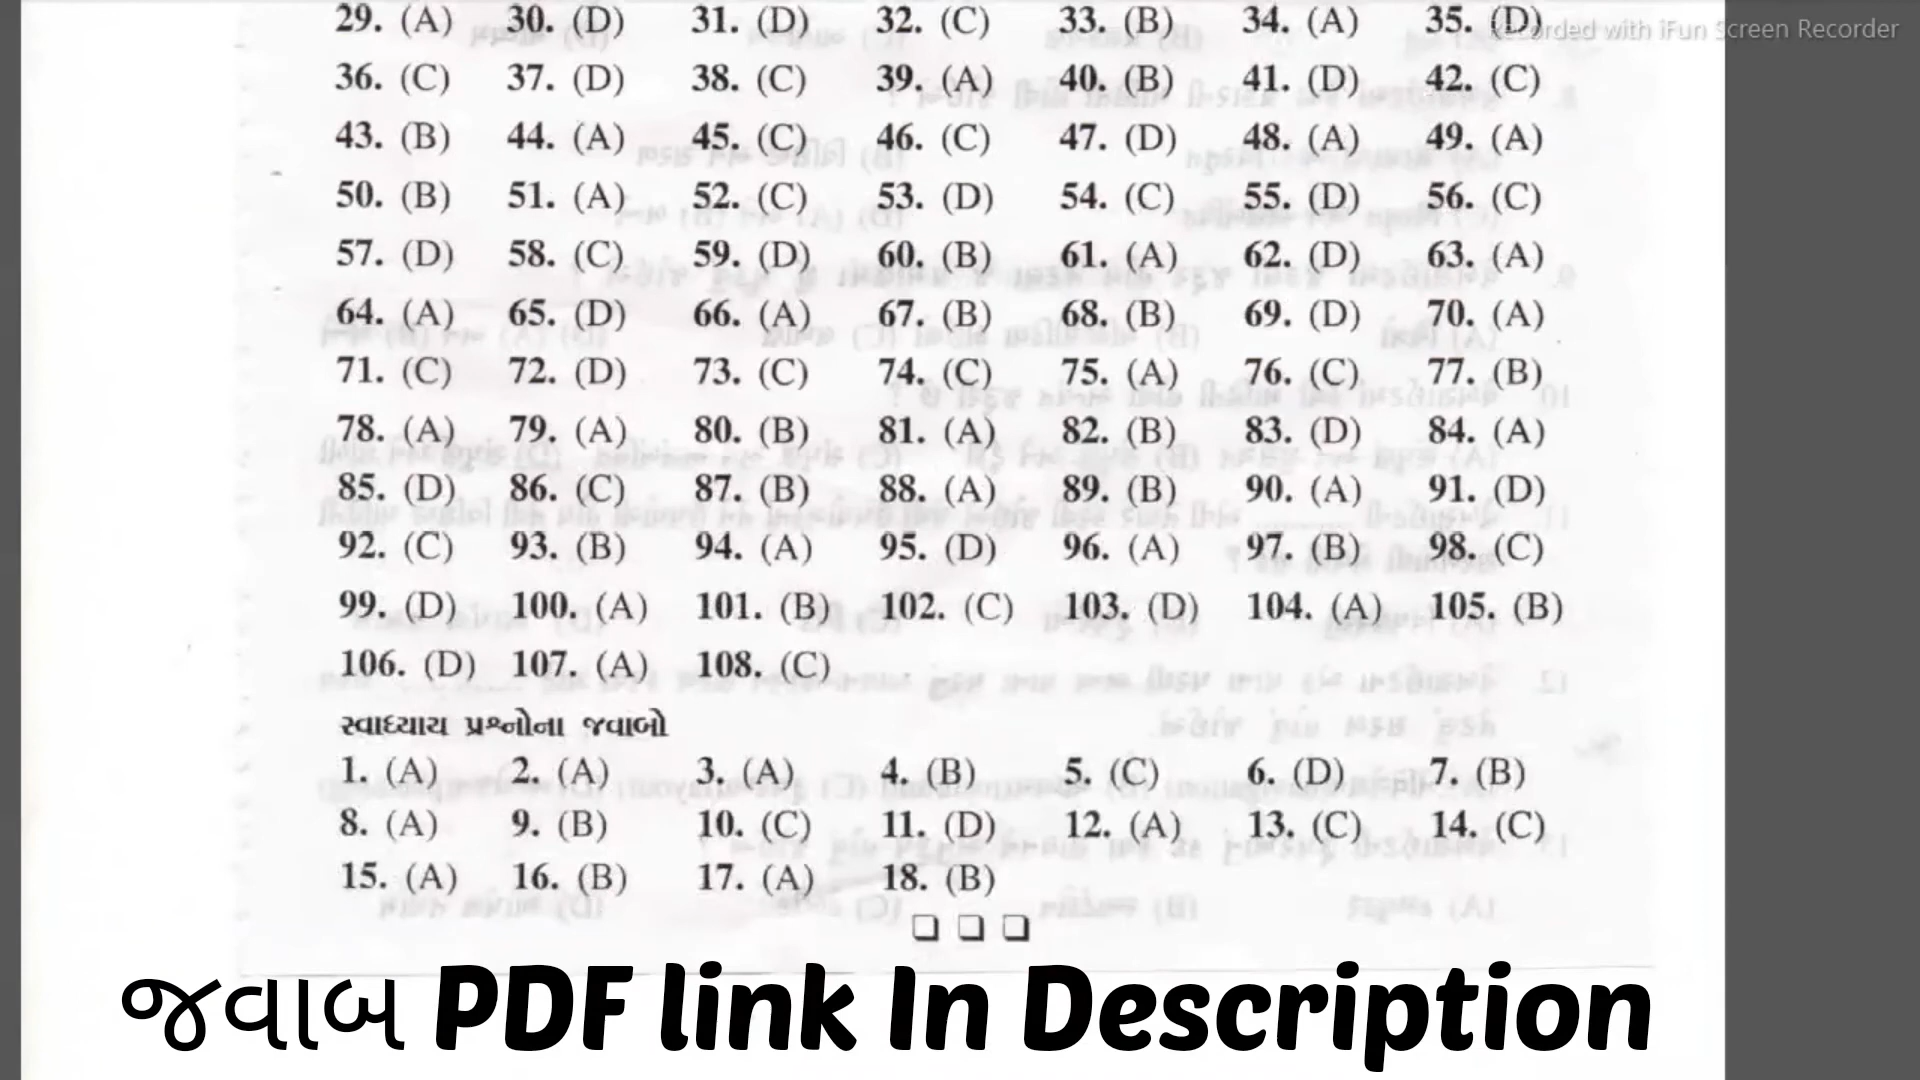 29. (A) 30. (D) 31. (D) 32. (C) 33. (B) 34. (A) 35. (D)
Recorded with iFun Screen Recorder
36. (C) 37. (D) 38. (C) 39. (A) 40. (B) 41. (D) 42. (C)
43. (B) 44. (A) 45. (C) 46. (C) 47. (D) 48. (A) 49. (A)
50. (B) 51. (A) 52. (C) 53. (D) 54. (C) 55. (D) 56. (C)
57. (D) 58. (C) 59. (D) 60. (B) 61. (A) 62. (D) 63. (A)
64. (A) 65. (D) 66. (A) 67. (B) 68. (B) 69. (D) 70. (A)
71. (C) 72. (D) 73. (C) 74. (C) 75. (A) 76. (C) 77. (B)
78. (A) 79. (A) 80. (B) 81. (A) 82. (B) 83. (D) 84. (A)
85. (D) 86. (C) 87. (B) 88. (A) 89. (B) 90. (A) 91. (D)
92. (C) 93. (B) 94. (A) 95. (D) 96. (A) 97. (B) 98. (C)
99. (D) 100. (A) 101. (B) 102. (C) 103. (D) 104. (A) 105. (B)
106. (D) 107. (A) 108. (C)
સ્વાધ્યાય પ્રશ્નોના જવાબો
1. (A) 2. (A) 3. (A) 4. (B) 5. (C) 6. (D) 7. (B)
8. (A) 9. (B) 10. (C) 11. (D) 12. (A) 13. (C) 14. (C)
15. (A) 16. (B) 17. (A) 18. (B)
જવાબ PDF link In Description